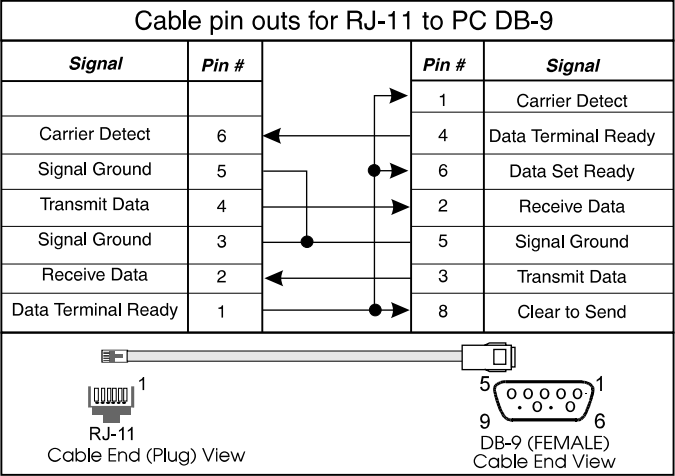 Cable pin outs for RJ-11 to PC DB-9
Signal Pin # Pin # Signal
1 Carrier Detect
Carrier Detect 6 4 Data Terminal Ready
Signal Ground 5 6 Data Set Ready
Transmit Data 4 2 Receive Data
Signal Ground 3 5 Signal Ground
Receive Data 2 3 Transmit Data
Data Terminal Ready 1 8 Clear to Send
1
RJ-11
Cable End (Plug) View
5 1
9 6
DB-9 (FEMALE)
Cable End View